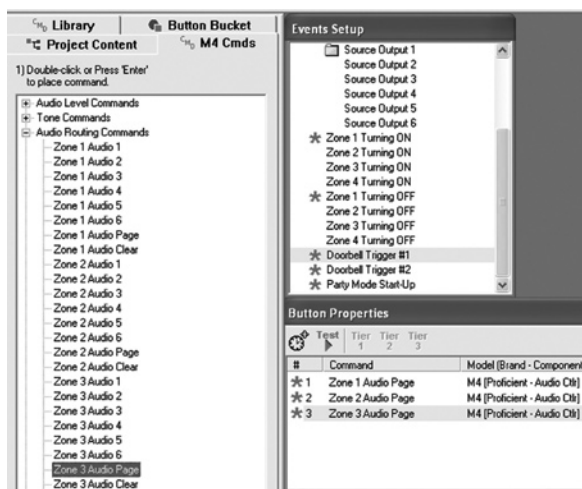 CMD Library
Button Bucket
Project Content
CMD M4 Cmds
1) Double-click or Press 'Enter'
to place command.
Audio Level Commands
Tone Commands
Audio Routing Commands
Zone 1 Audio 1
Zone 1 Audio 2
Zone 1 Audio 3
Zone 1 Audio 4
Zone 1 Audio 5
Zone 1 Audio 6
Zone 1 Audio Page
Zone 1 Audio Clear
Zone 2 Audio 1
Zone 2 Audio 2
Zone 2 Audio 3
Zone 2 Audio 4
Zone 2 Audio 5
Zone 2 Audio 6
Zone 2 Audio Page
Zone 2 Audio Clear
Zone 3 Audio 1
Zone 3 Audio 2
Zone 3 Audio 3
Zone 3 Audio 4
Zone 3 Audio 5
Zone 3 Audio 6
Zone 3 Audio Page
Zone 3 Audio Clear
Events Setup
Source Output 1
Source Output 2
Source Output 3
Source Output 4
Source Output 5
Source Output 6
Zone 1 Turning ON
Zone 2 Turning ON
Zone 3 Turning ON
Zone 4 Turning ON
Zone 1 Turning OFF
Zone 2 Turning OFF
Zone 3 Turning OFF
Zone 4 Turning OFF
Doorbell Trigger #1
Doorbell Trigger #2
Party Mode Start-Up
Button Properties
Test Tier 1 Tier 2 Tier 3
# Command Model (Brand - Component
1 Zone 1 Audio Page M4 [Proficient - Audio Ctlr]
2 Zone 2 Audio Page M4 [Proficient - Audio Ctlr]
3 Zone 3 Audio Page M4 [Proficient - Audio Ctlr]